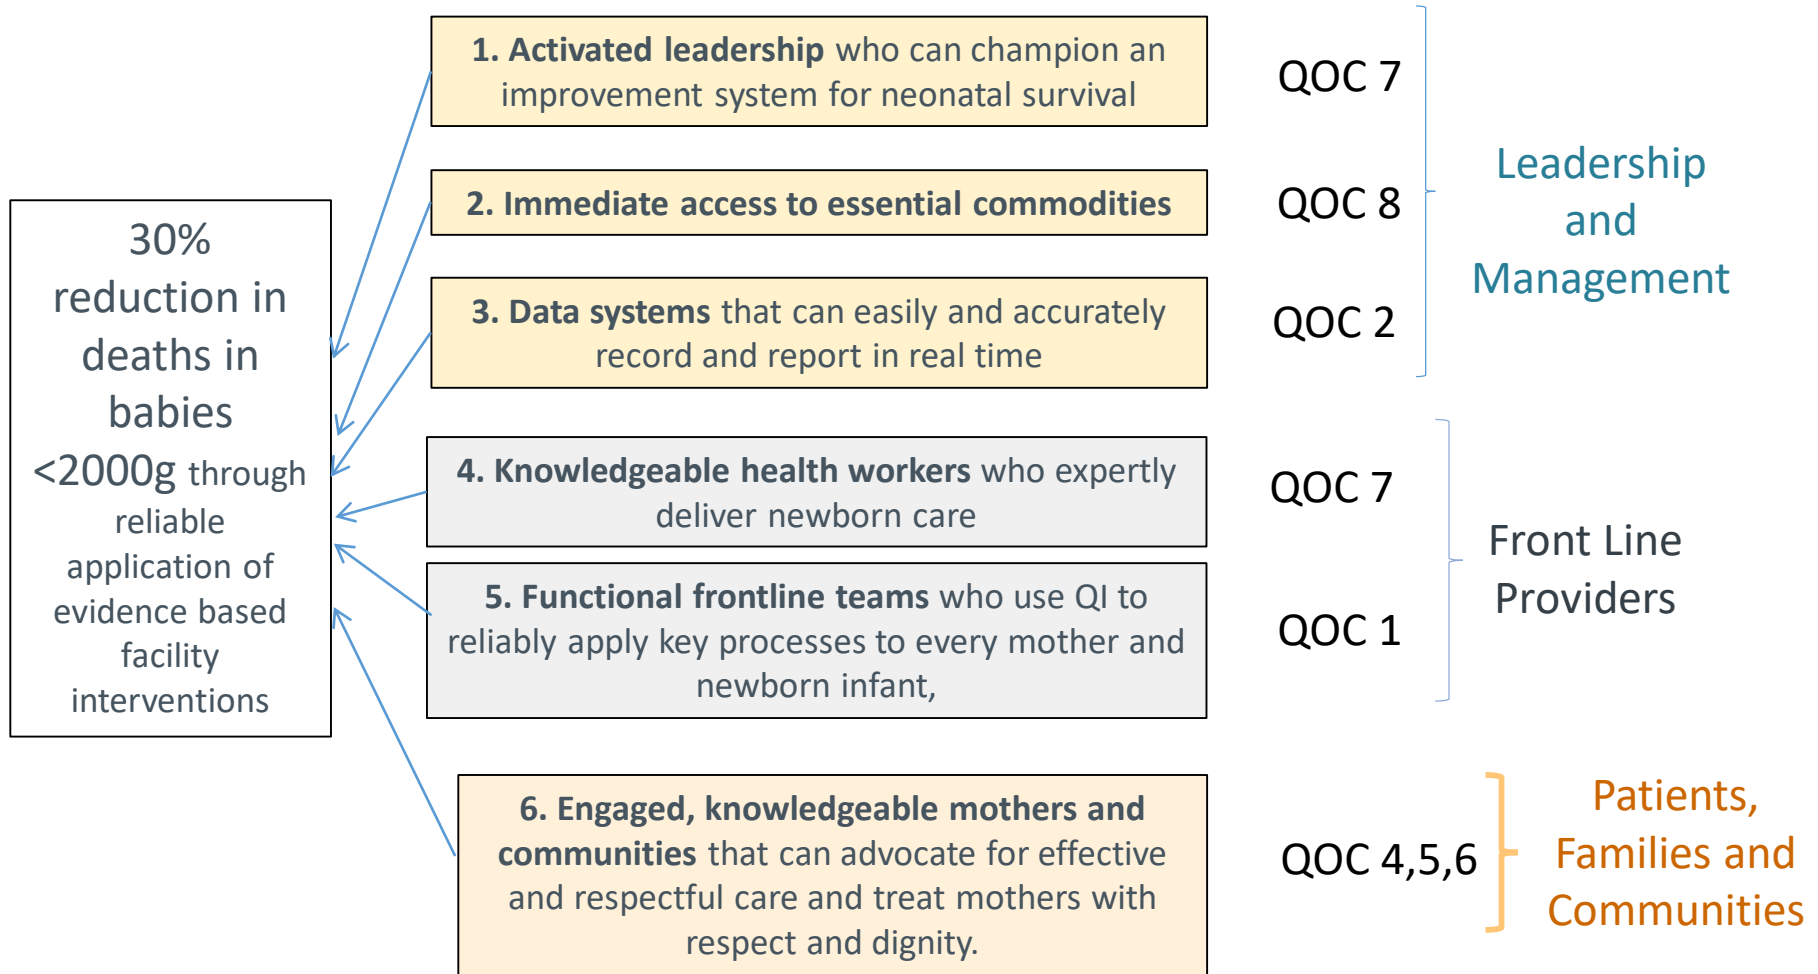 30%
reduction in
deaths in
babies
<2000g through
reliable
application of
evidence based
facility
interventions
1. Activated leadership who can champion an
improvement system for neonatal survival
QOC 7
2. Immediate access to essential commodities
QOC 8
3. Data systems that can easily and accurately
record and report in real time
QOC 2
Leadership
and
Management
4. Knowledgeable health workers who expertly
deliver newborn care
QOC 7
5. Functional frontline teams who use QI to
reliably apply key processes to every mother and
newborn infant,
QOC 1
Front Line
Providers
6. Engaged, knowledgeable mothers and
communities that can advocate for effective
and respectful care and treat mothers with
respect and dignity.
QOC 4,5,6
Patients,
Families and
Communities